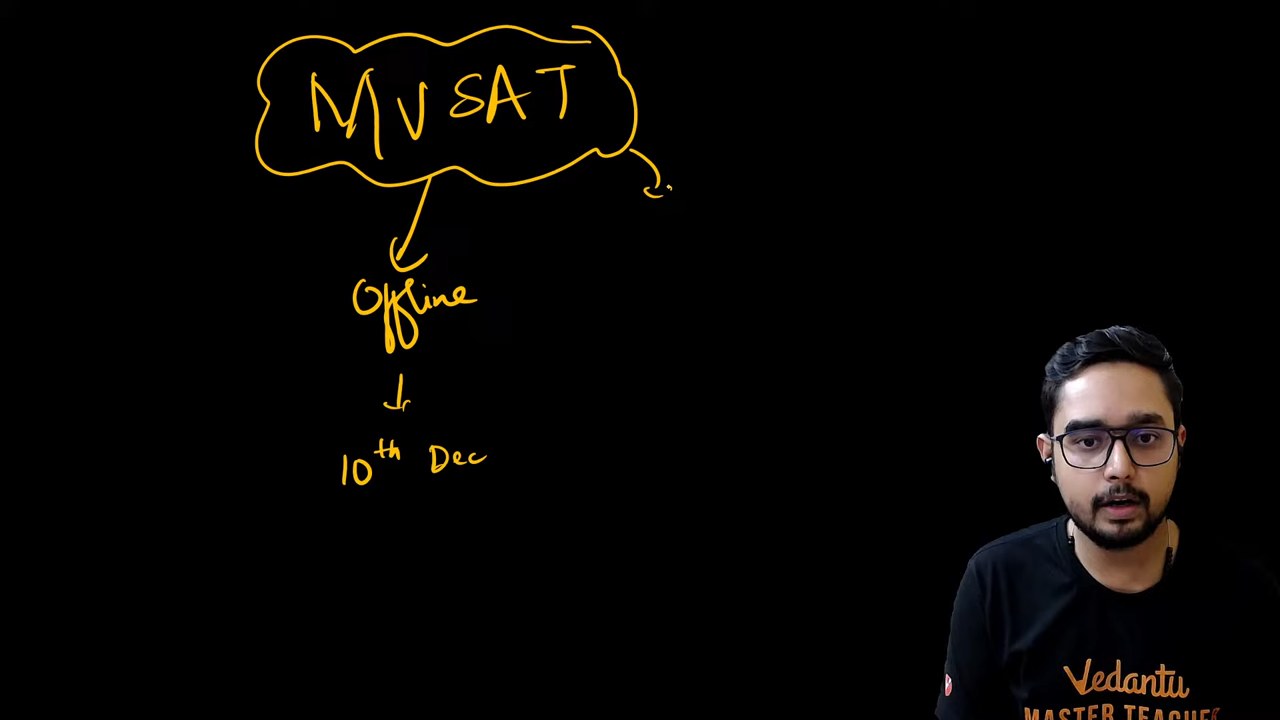 MVSAT
Offline
10th Dec
Vedantu
MASTER TEACHER